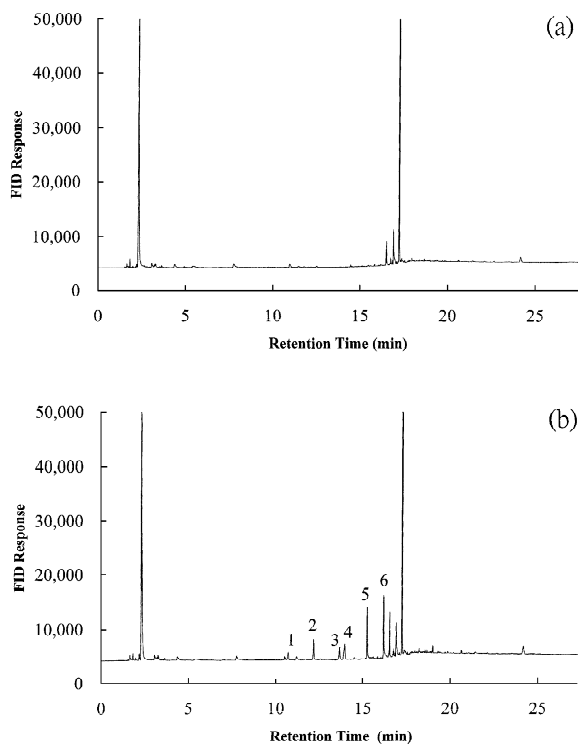 (a)
50,000
40,000
30,000
20,000
10,000
0
FID Response
0 5 10 15 20 25
Retention Time (min)
(b)
50,000
40,000
30,000
20,000
10,000
0
FID Response
1 2 3 4 5 6
0 5 10 15 20 25
Retention Time (min)